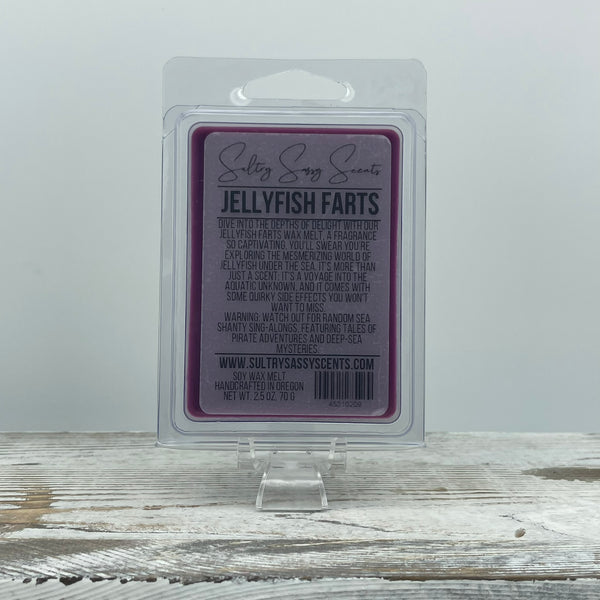 Sultry Sassy Scents
JELLYFISH FARTS
DIVE INTO THE DEPTHS OF DELIGHT WITH OUR
JELLYFISH FARTS WAX MELT, A FRAGRANCE
SO CAPTIVATING, YOU'LL SWEAR YOU'RE
EXPLORING THE MESMERIZING WORLD OF
JELLYFISH UNDER THE SEA. IT'S MORE THAN
JUST A SCENT; IT'S A VOYAGE INTO THE
AQUATIC UNKNOWN, AND IT COMES WITH
SOME QUIRKY SIDE EFFECTS YOU WON'T
WANT TO MISS.
WARNING: WATCH OUT FOR RANDOM SEA
SHANTY SING-ALONGS, FEATURING TALES OF
PIRATE ADVENTURES AND DEEP-SEA
MYSTERIES.
WWW.SULTRYSASSYSCENTS.COM
SOY WAX MELT
HANDCRAFTED IN OREGON
NET WT. 2.5 OZ, 70 G